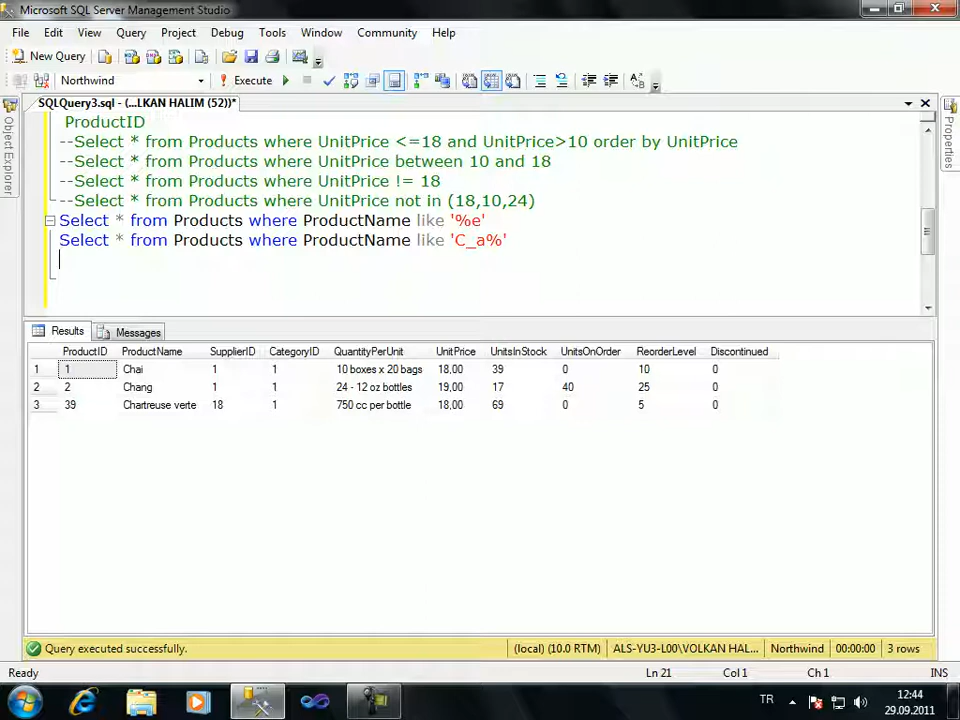 Microsoft SQL Server Management Studio
File Edit View Query Project Debug Tools Window Community Help
New Query
Northwind Execute
SQLQuery3.sql - (...LKAN HALIM (52))*
Object Explorer
Properties
ProductID
--Select * from Products where UnitPrice <=18 and UnitPrice>10 order by UnitPrice
--Select * from Products where UnitPrice between 10 and 18
--Select * from Products where UnitPrice != 18
--Select * from Products where UnitPrice not in (18,10,24)
Select * from Products where ProductName like '%e'
Select * from Products where ProductName like 'C_a%'
Results Messages
ProductID ProductName SupplierID CategoryID QuantityPerUnit UnitPrice UnitsInStock UnitsOnOrder ReorderLevel Discontinued
1 1 Chai 1 1 10 boxes x 20 bags 18,00 39 0 10 0
2 2 Chang 1 1 24 - 12 oz bottles 19,00 17 40 25 0
3 39 Chartreuse verte 18 1 750 cc per bottle 18,00 69 0 5 0
Query executed successfully. (local) (10.0 RTM) ALS-YU3-L00\VOLKAN HAL... Northwind 00:00:00 3 rows
Ready Ln 21 Col 1 Ch 1 INS
TR 12:44
29.09.2011